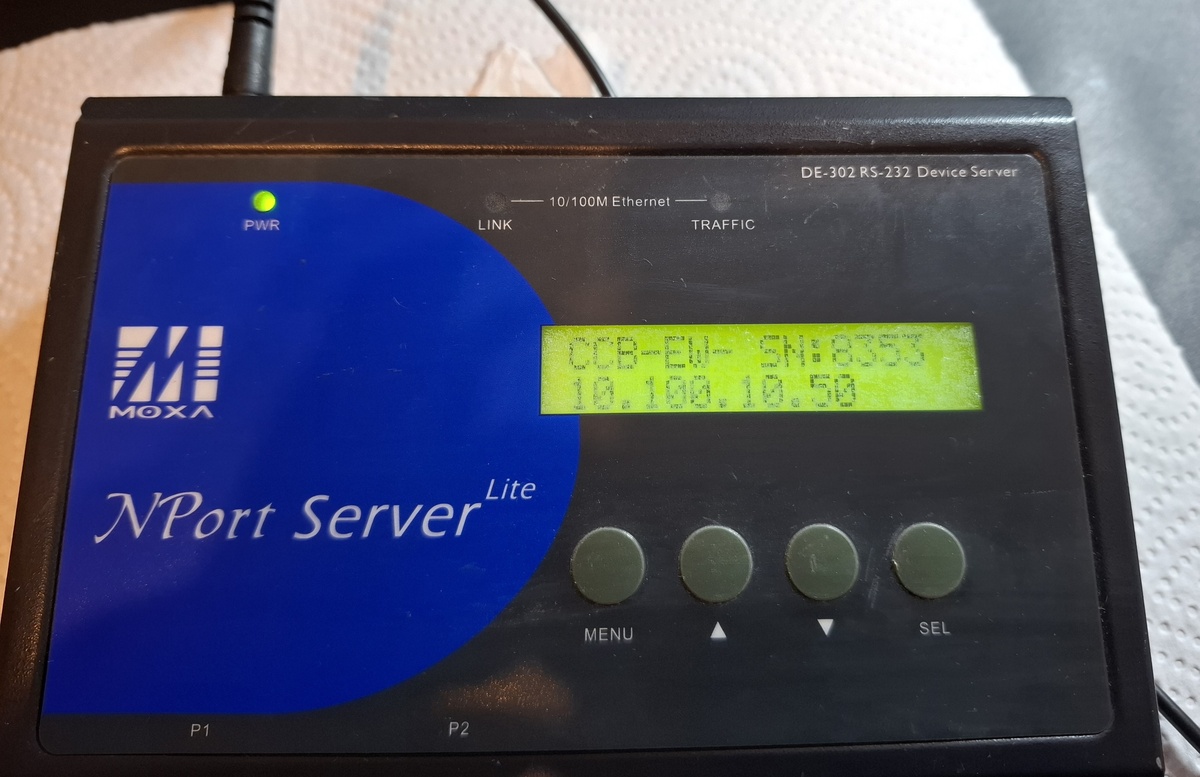 DE-302 RS-232 Device Server
10/100M Ethernet
PWR
LINK
TRAFFIC
MOXA
CCB-EW- SN:8353
10.100.10.50
NPort Server Lite
MENU
▲
▼
SEL
P1
P2